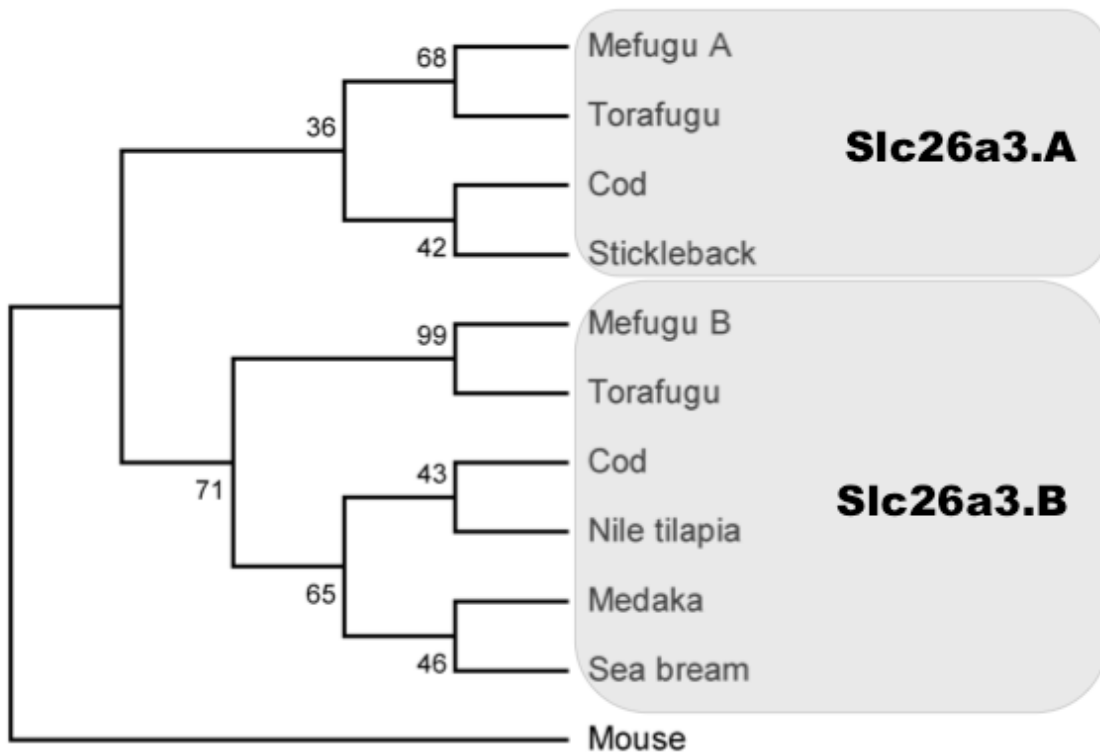 68
Mefugu A
36
Torafugu
Slc26a3.A
Cod
42
Stickleback
99
Mefugu B
Torafugu
71
43
Cod
Slc26a3.B
Nile tilapia
65
Medaka
46
Sea bream
Mouse